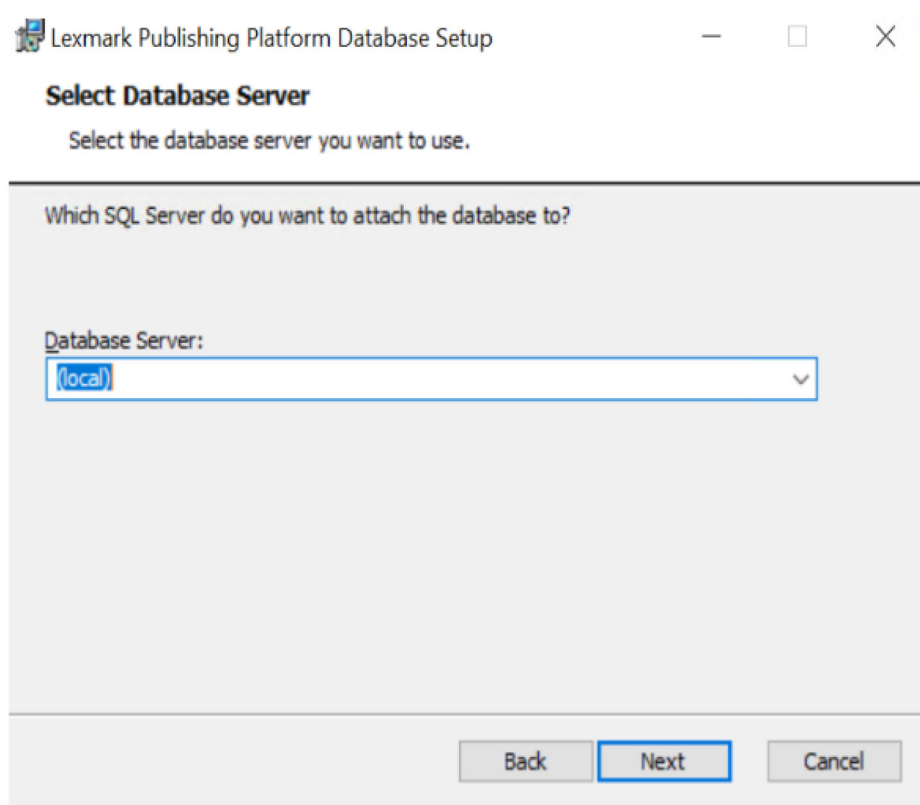 Lexmark Publishing Platform Database Setup
Select Database Server
Select the database server you want to use.
Which SQL Server do you want to attach the database to?
Database Server:
(local)
Back Next Cancel